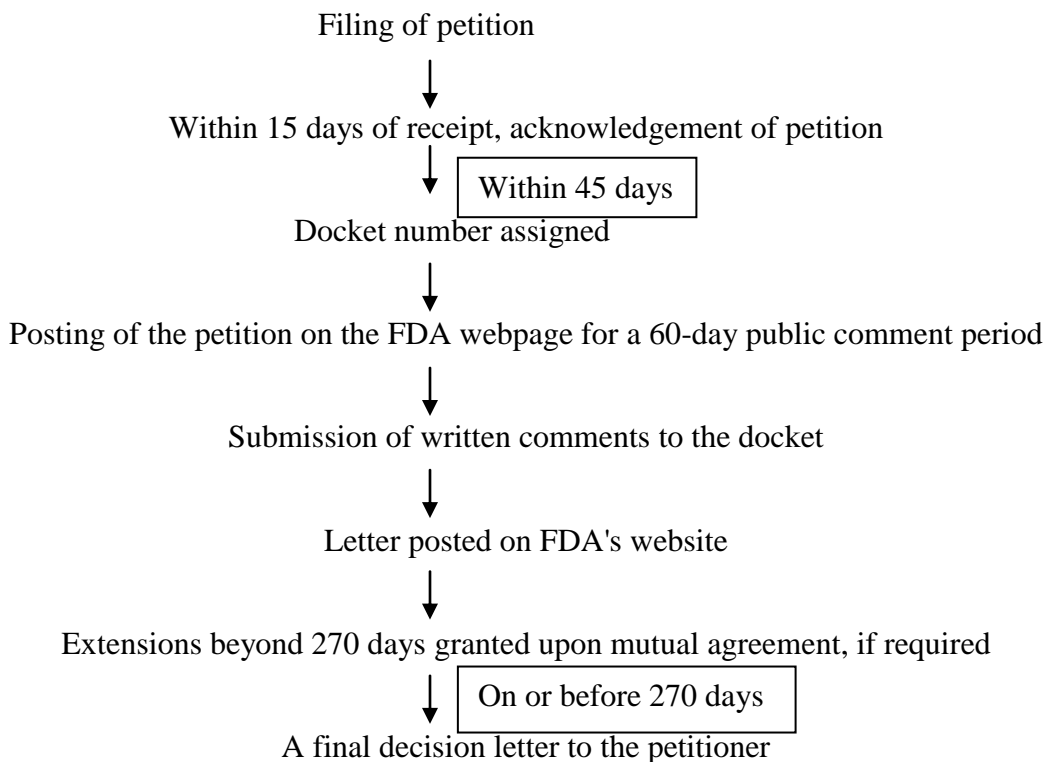 Filing of petition
Within 15 days of receipt, acknowledgement of petition
Within 45 days
Docket number assigned
Posting of the petition on the FDA webpage for a 60-day public comment period
Submission of written comments to the docket
Letter posted on FDA's website
Extensions beyond 270 days granted upon mutual agreement, if required
On or before 270 days
A final decision letter to the petitioner